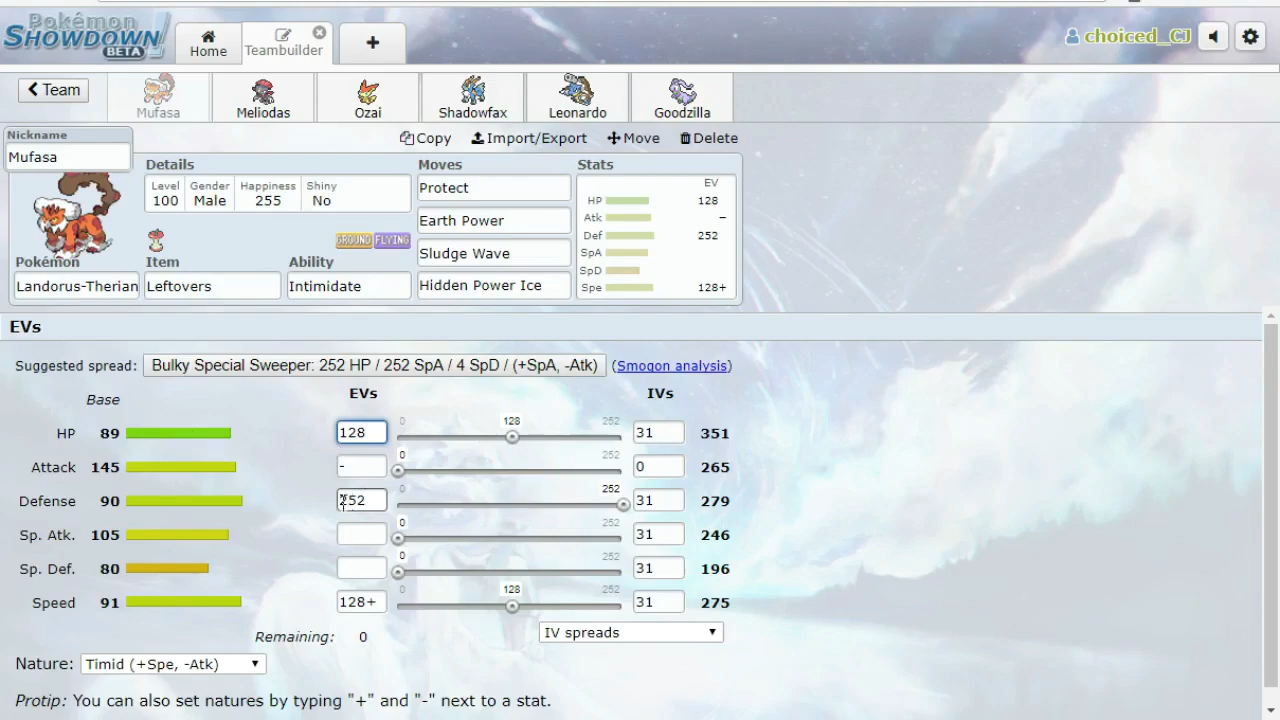 Pokémon
SHOWDOWN
BETA
Home
Teambuilder
choiced_CJ
Team
Mufasa
Meliodas
Ozai
Shadowfax
Leonardo
Goodzilla
Copy Import/Export Move Delete
Nickname
Mufasa
Details
Level Gender Happiness Shiny
100 Male 255 No
GROUND FLYING
Pokémon Item Ability
Landorus-Therian Leftovers Intimidate
Moves
Protect
Earth Power
Sludge Wave
Hidden Power Ice
Stats
EV
HP 128
Atk –
Def 252
SpA
SpD
Spe 128+
EVs
Suggested spread: Bulky Special Sweeper: 252 HP / 252 SpA / 4 SpD / (+SpA, -Atk) (Smogon analysis)
Base EVs IVs
HP 89 128 0 128 252 31 351
Attack 145 - 0 252 0 265
Defense 90 252 0 252 31 279
Sp. Atk. 105 0 252 31 246
Sp. Def. 80 0 252 31 196
Speed 91 128+ 0 128 252 31 275
Remaining: 0 IV spreads
Nature: Timid (+Spe, -Atk)
Protip: You can also set natures by typing "+" and "-" next to a stat.